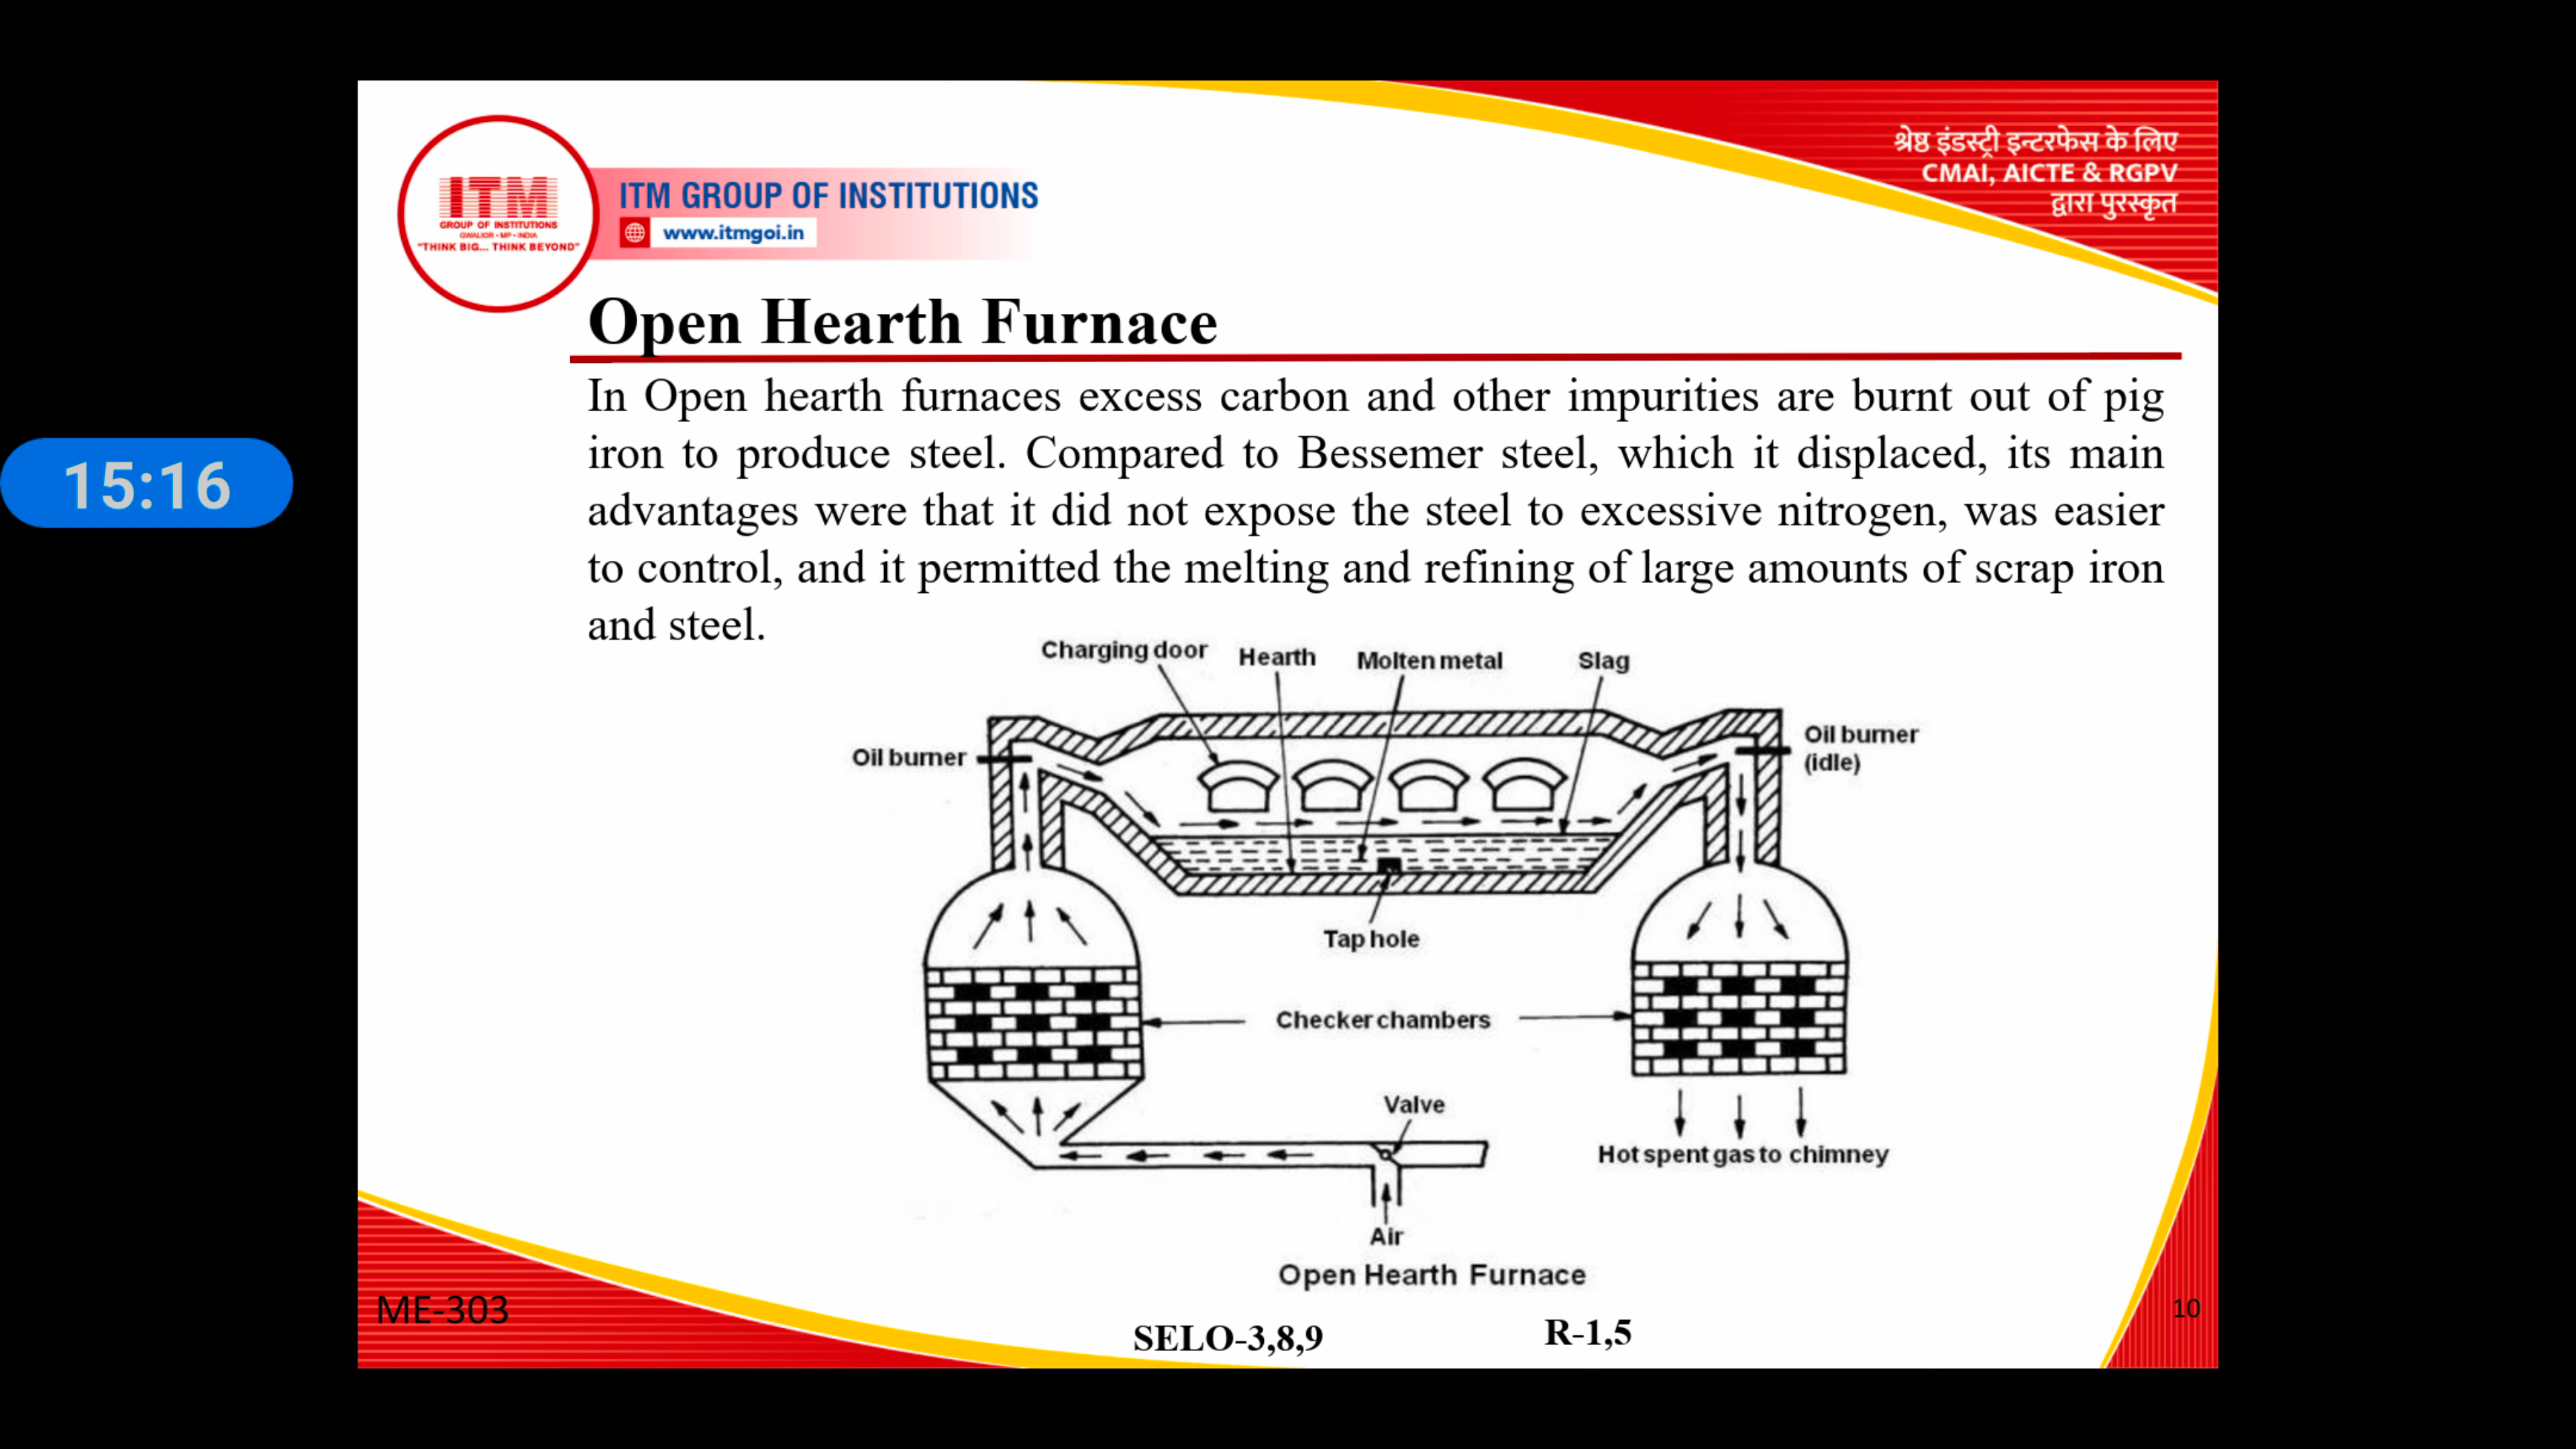 श्रेष्ठ इंडस्ट्री इन्टरफेस के लिए
CMAI, AICTE & RGPV
द्वारा पुरस्कृत
ITM
GROUP OF INSTITUTIONS
GWALIOR • MP • INDIA
"THINK BIG... THINK BEYOND"
ITM GROUP OF INSTITUTIONS
www.itmgoi.in
Open Hearth Furnace
15:16
In Open hearth furnaces excess carbon and other impurities are burnt out of pig
iron to produce steel. Compared to Bessemer steel, which it displaced, its main
advantages were that it did not expose the steel to excessive nitrogen, was easier
to control, and it permitted the melting and refining of large amounts of scrap iron
and steel.
Charging door
Hearth
Molten metal
Slag
Oil burner
Oil burner
(idle)
Tap hole
Checker chambers
Valve
Hot spent gas to chimney
Air
Open Hearth Furnace
ME-303
SELO-3,8,9
R-1,5
10